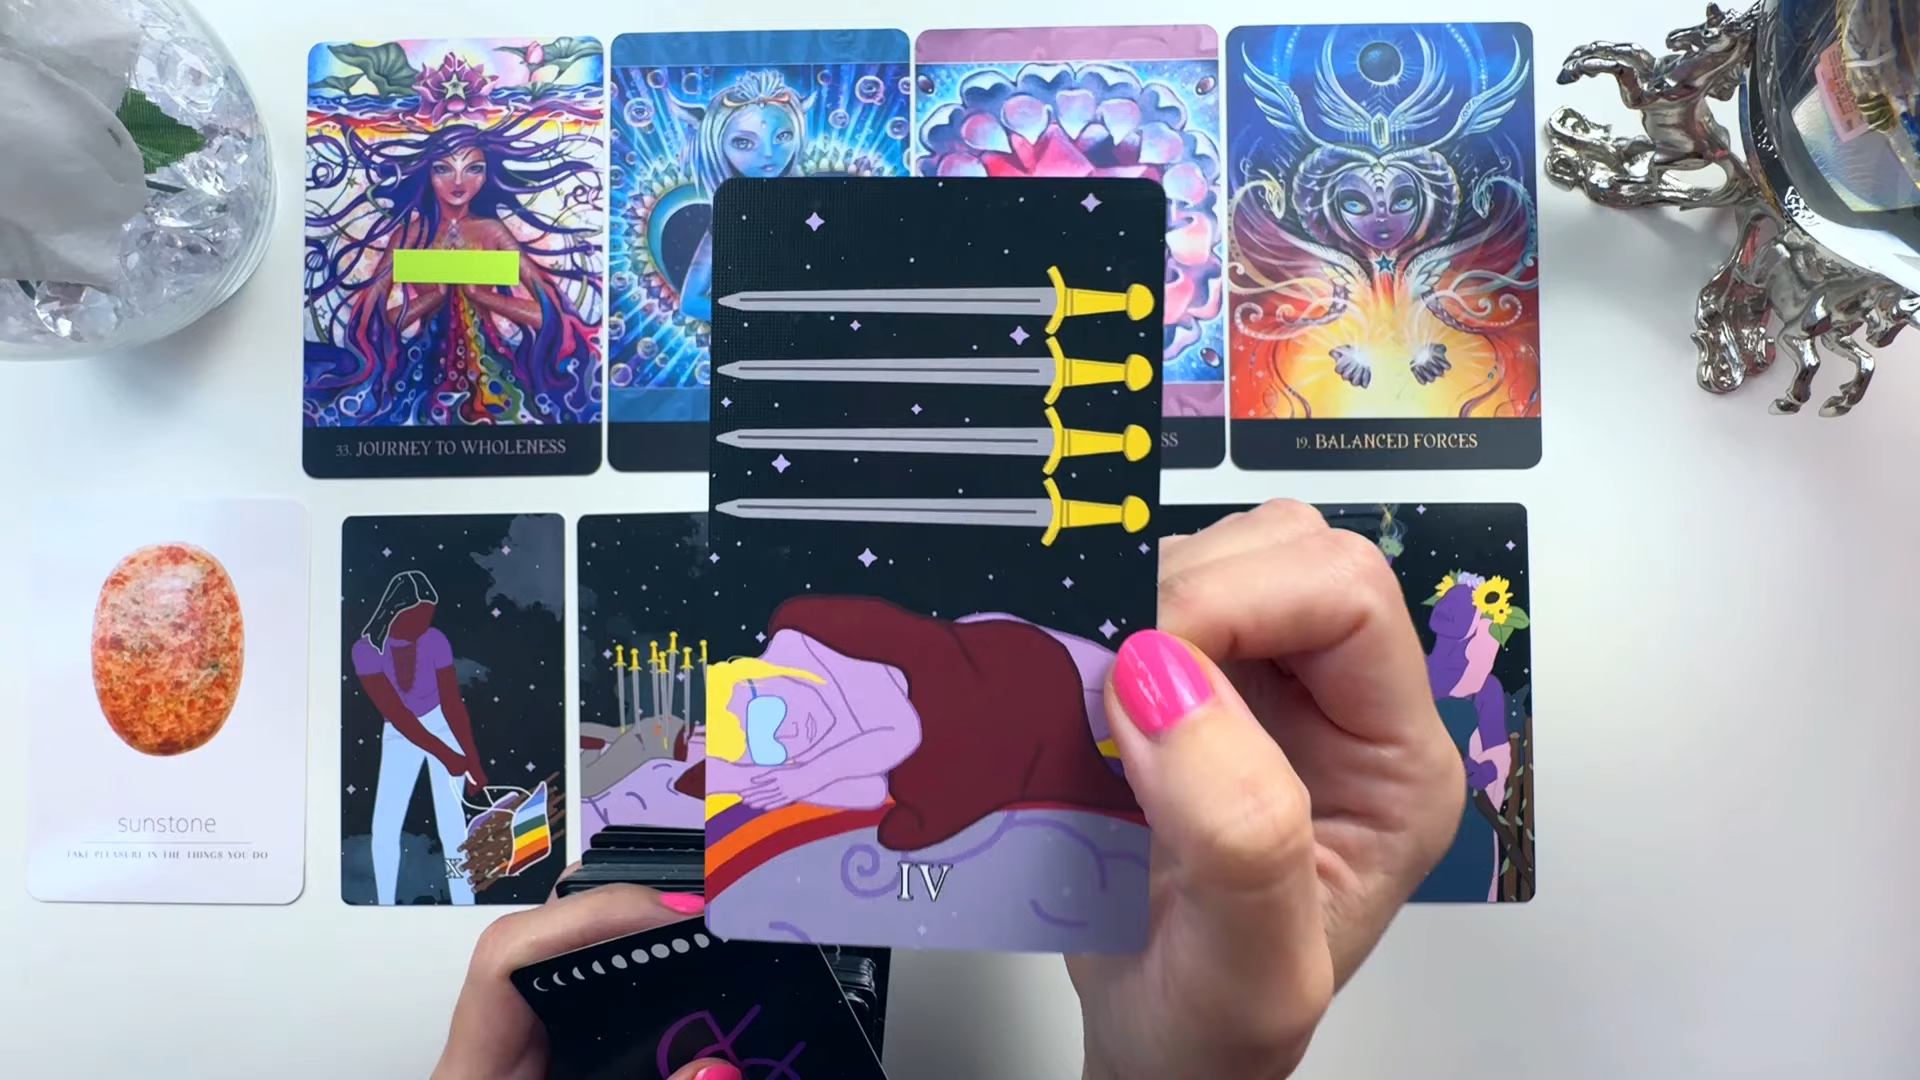 33. JOURNEY TO WHOLENESS
SS
19. BALANCED FORCES
sunstone
TAKE PLEASURE IN THE THINGS YOU DO
X
IV